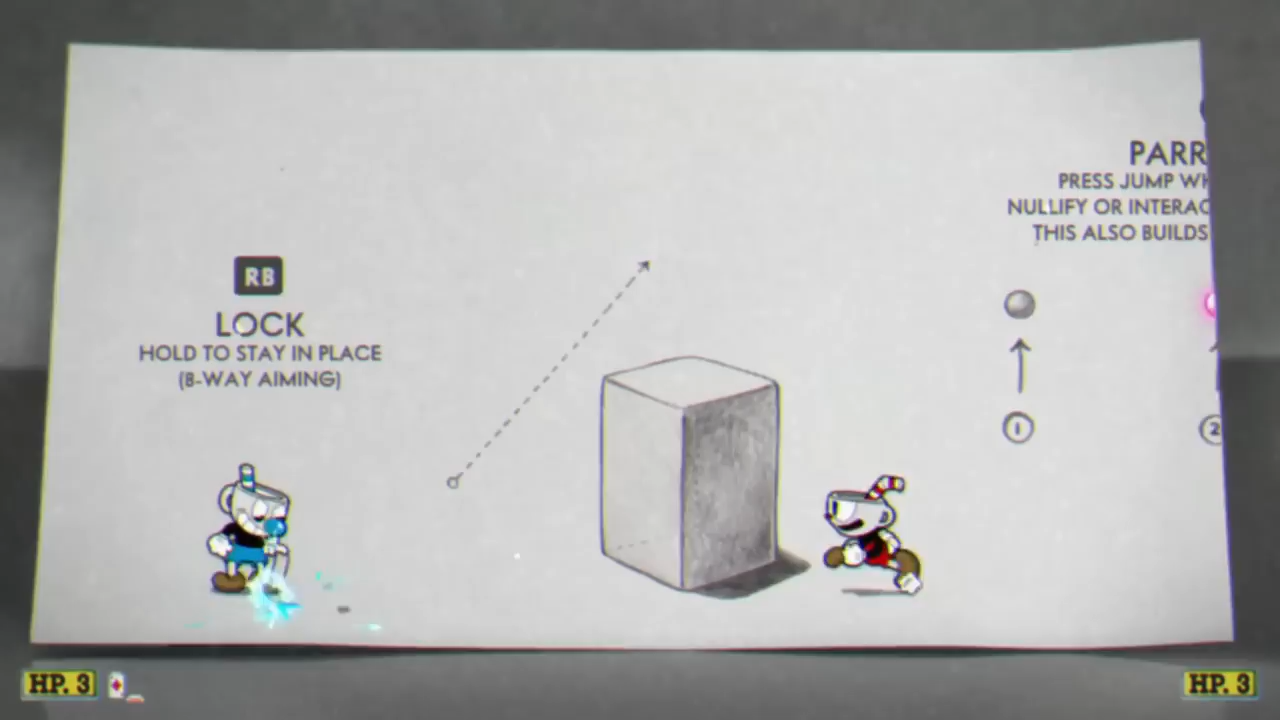 RB
LOCK
HOLD TO STAY IN PLACE
(8-WAY AIMING)
PARR
PRESS JUMP WH
NULLIFY OR INTERAC
THIS ALSO BUILDS
1
2
HP. 3
HP. 3